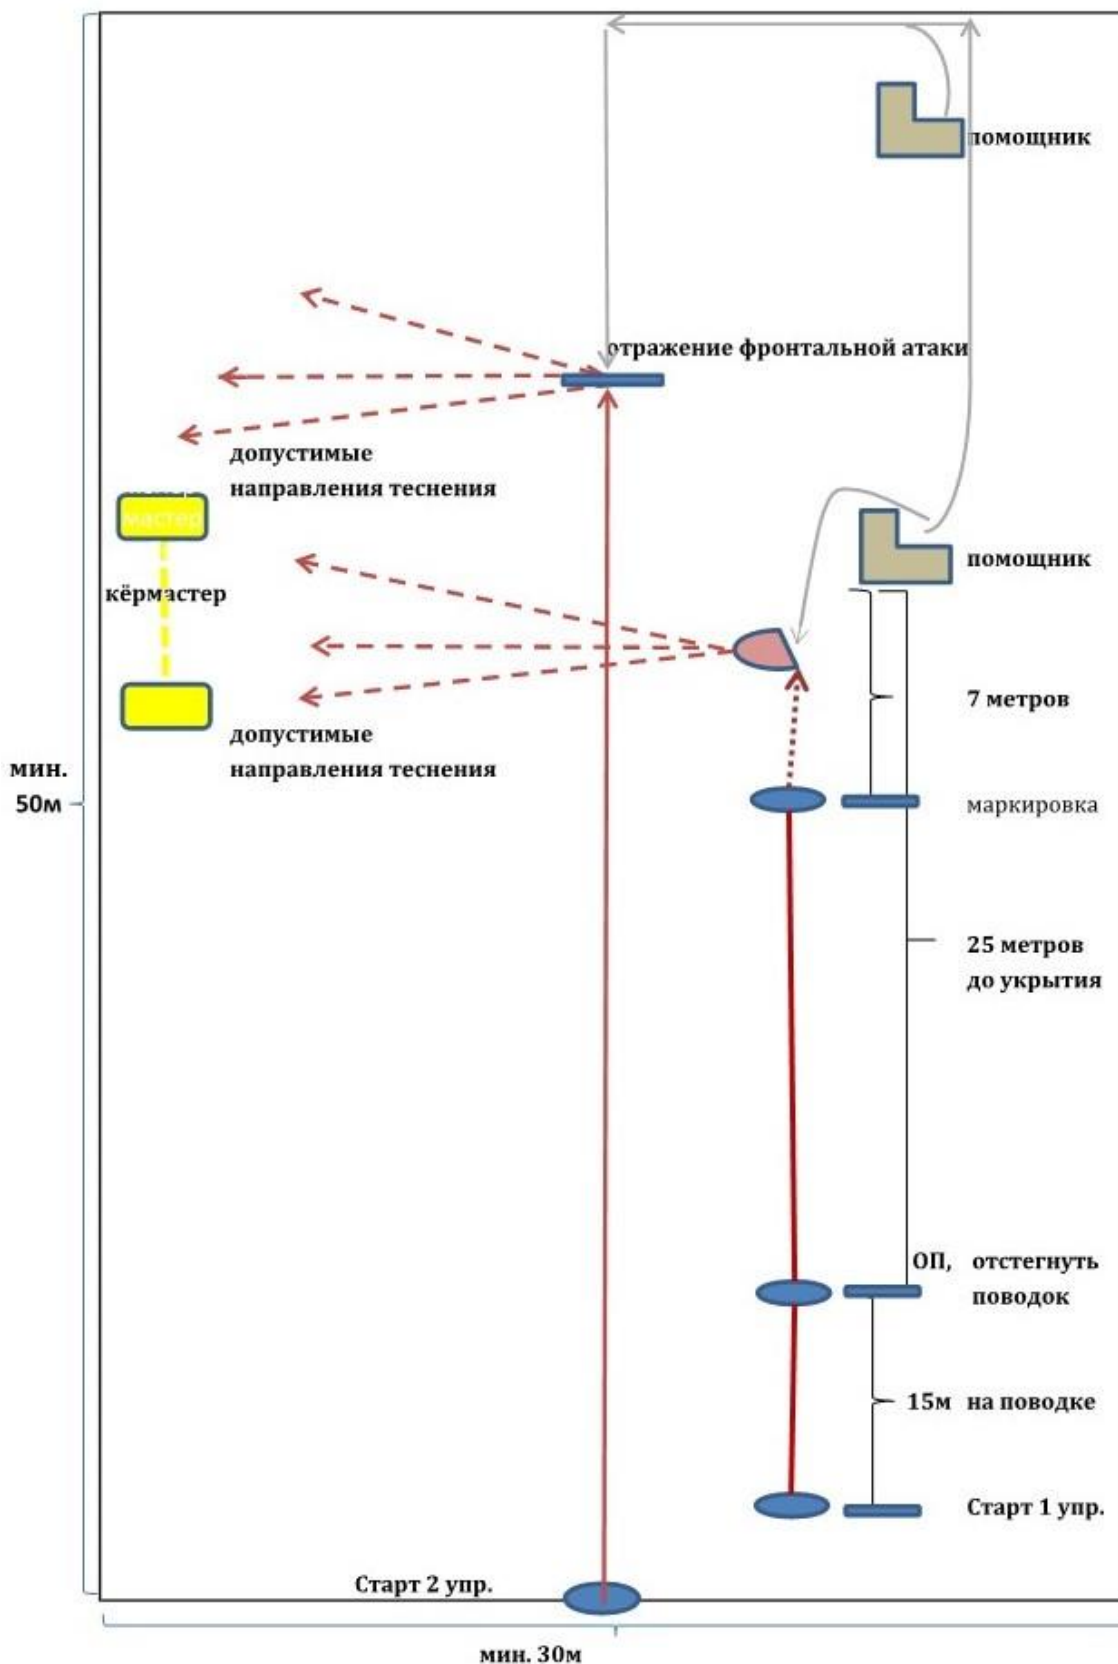 помощник
отражение фронтальной атаки
допустимые
направления теснения
мастер
помощник
кёрмастер
7 метров
допустимые
направления теснения
мин.
50м
маркировка
25 метров
до укрытия
ОП, отстегнуть
поводок
15м на поводке
Старт 1 упр.
Старт 2 упр.
мин. 30м